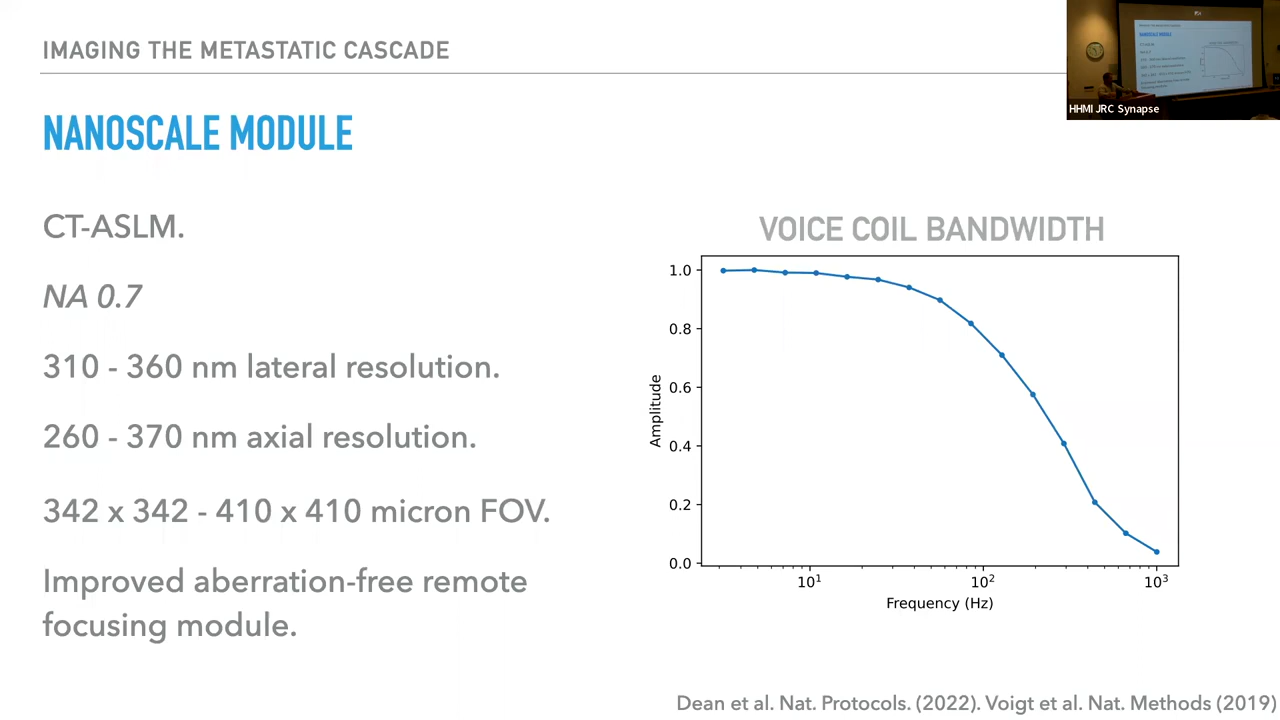 IMAGING THE METASTATIC CASCADE
HHMI JRC Synapse
NANOSCALE MODULE
CT-ASLM.
NA 0.7
310 - 360 nm lateral resolution.
260 - 370 nm axial resolution.
342 x 342 - 410 x 410 micron FOV.
Improved aberration-free remote
focusing module.
VOICE COIL BANDWIDTH
1.0
0.8
0.6
0.4
0.2
0.0
Amplitude
10¹
10²
10³
Frequency (Hz)
Dean et al. Nat. Protocols. (2022). Voigt et al. Nat. Methods (2019)